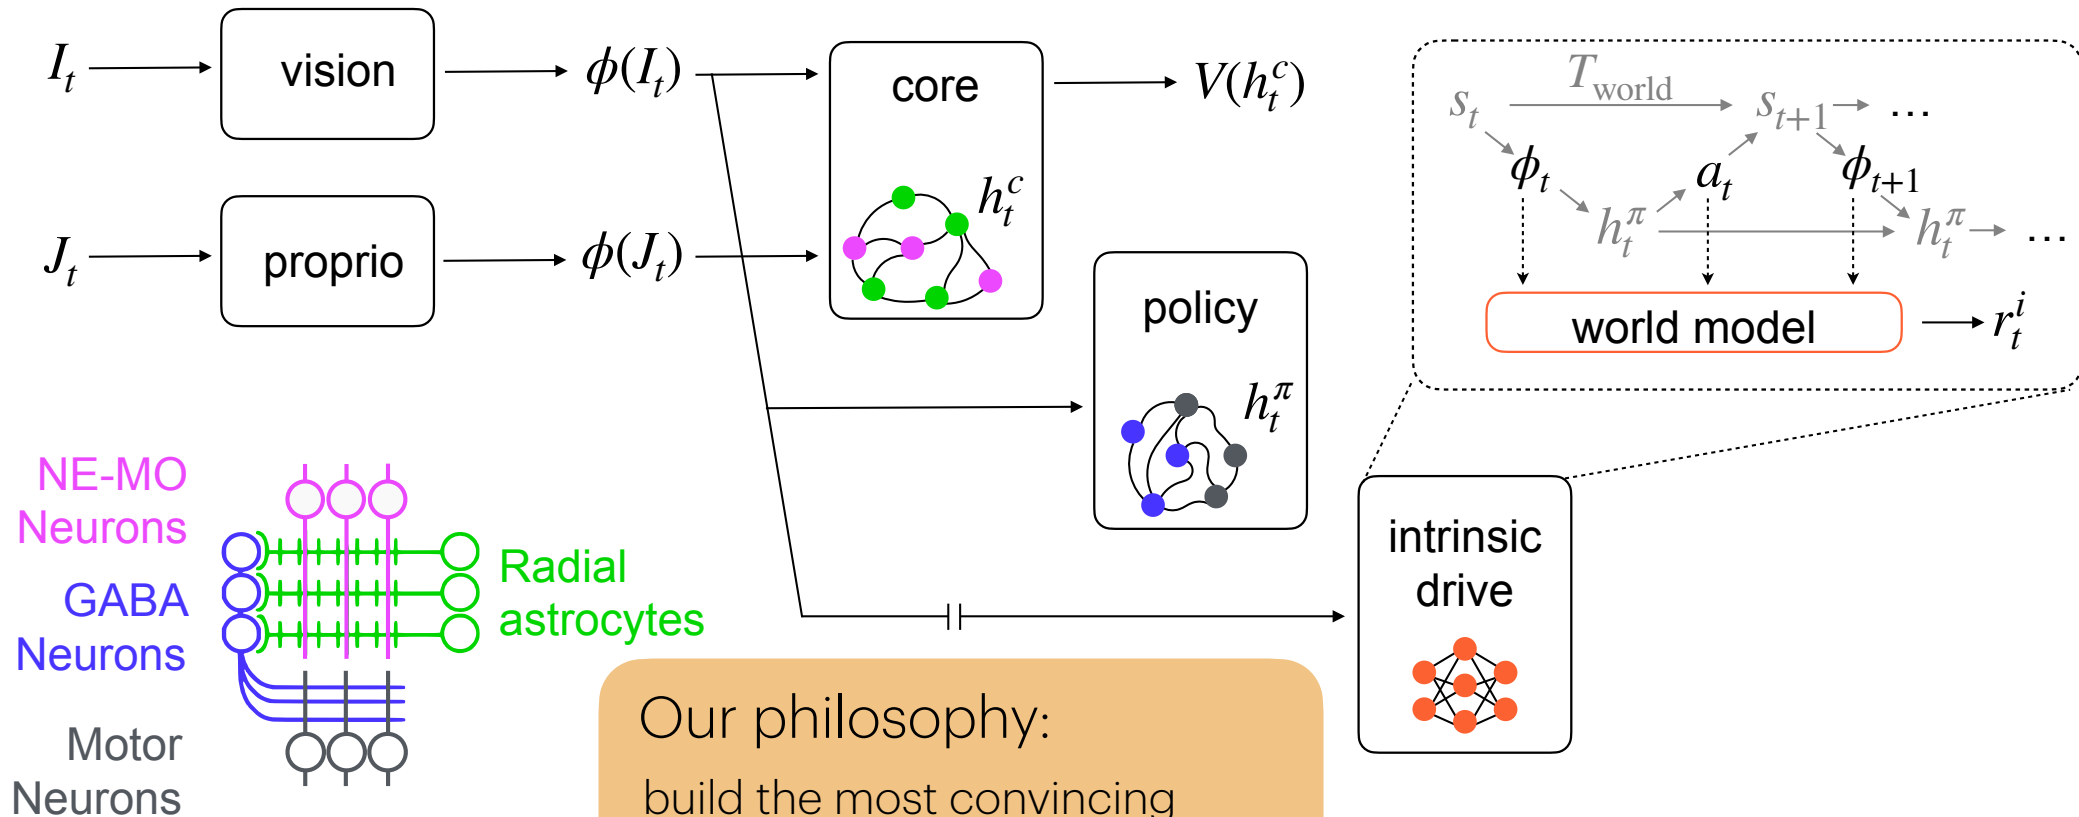 I_t
vision
ϕ(I_t)
core
h_t^c
V(h_t^c)
J_t
proprio
ϕ(J_t)
policy
h_t^π
s_t
T_world
s_{t+1}
...
ϕ_t
a_t
ϕ_{t+1}
h_t^π
h_t^π
...
world model
r_t^i
intrinsic
drive
NE-MO
Neurons
GABA
Neurons
Motor
Neurons
Radial
astrocytes
Our philosophy:
build the most convincing